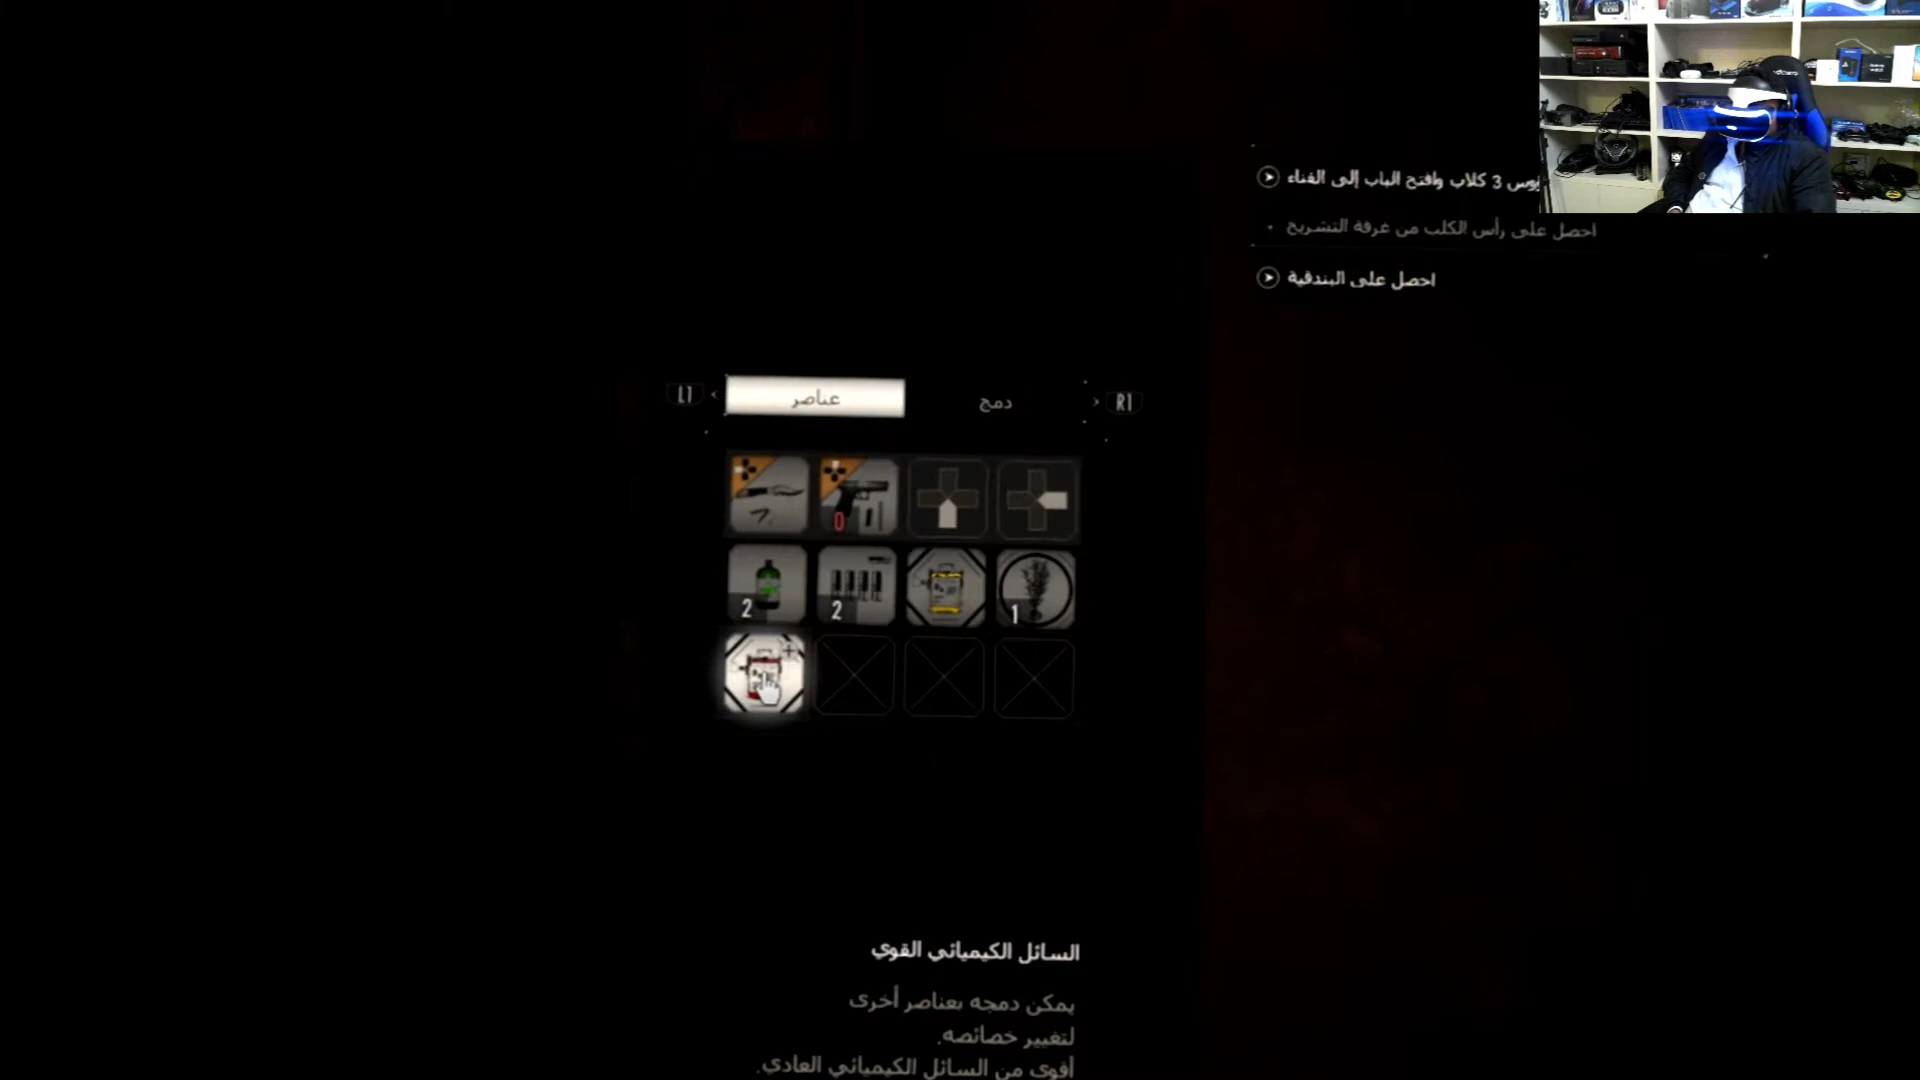 3 كلاب وافتح الباب إلى الفناء
احصل على رأس الكلب من غرفة التشريح
احصل على البندقية
L1
عناصر
دمج
R1
0
2
2
1
السائل الكيميائي القوي
يمكن دمجه بعناصر أخرى
لتغيير خصائصه.
أقوى من السائل الكيميائي العادي.